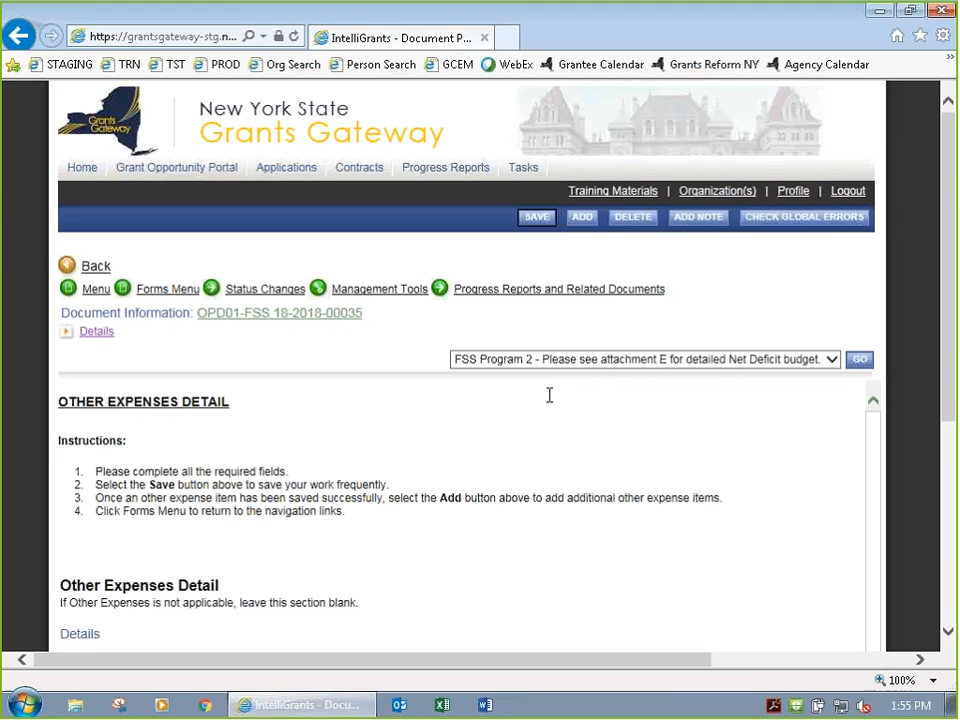 https://grantsgateway-stg.n...
IntelliGrants - Document P...
STAGING TRN TST PROD Org Search Person Search GCEM WebEx Grantee Calendar Grants Reform NY Agency Calendar
Grants Gateway
New York State
Grants Gateway
Home Grant Opportunity Portal Applications Contracts Progress Reports Tasks
Training Materials | Organization(s) | Profile | Logout
SAVE ADD DELETE ADD NOTE CHECK GLOBAL ERRORS
Back
Menu Forms Menu Status Changes Management Tools Progress Reports and Related Documents
Document Information: OPD01-FSS 18-2018-00035
Details
FSS Program 2 - Please see attachment E for detailed Net Deficit budget. GO
OTHER EXPENSES DETAIL
Instructions:
1. Please complete all the required fields.
2. Select the Save button above to save your work frequently.
3. Once an other expense item has been saved successfully, select the Add button above to add additional other expense items.
4. Click Forms Menu to return to the navigation links.
Other Expenses Detail
If Other Expenses is not applicable, leave this section blank.
Details
100%
IntelliGrants - Docu...
1:55 PM